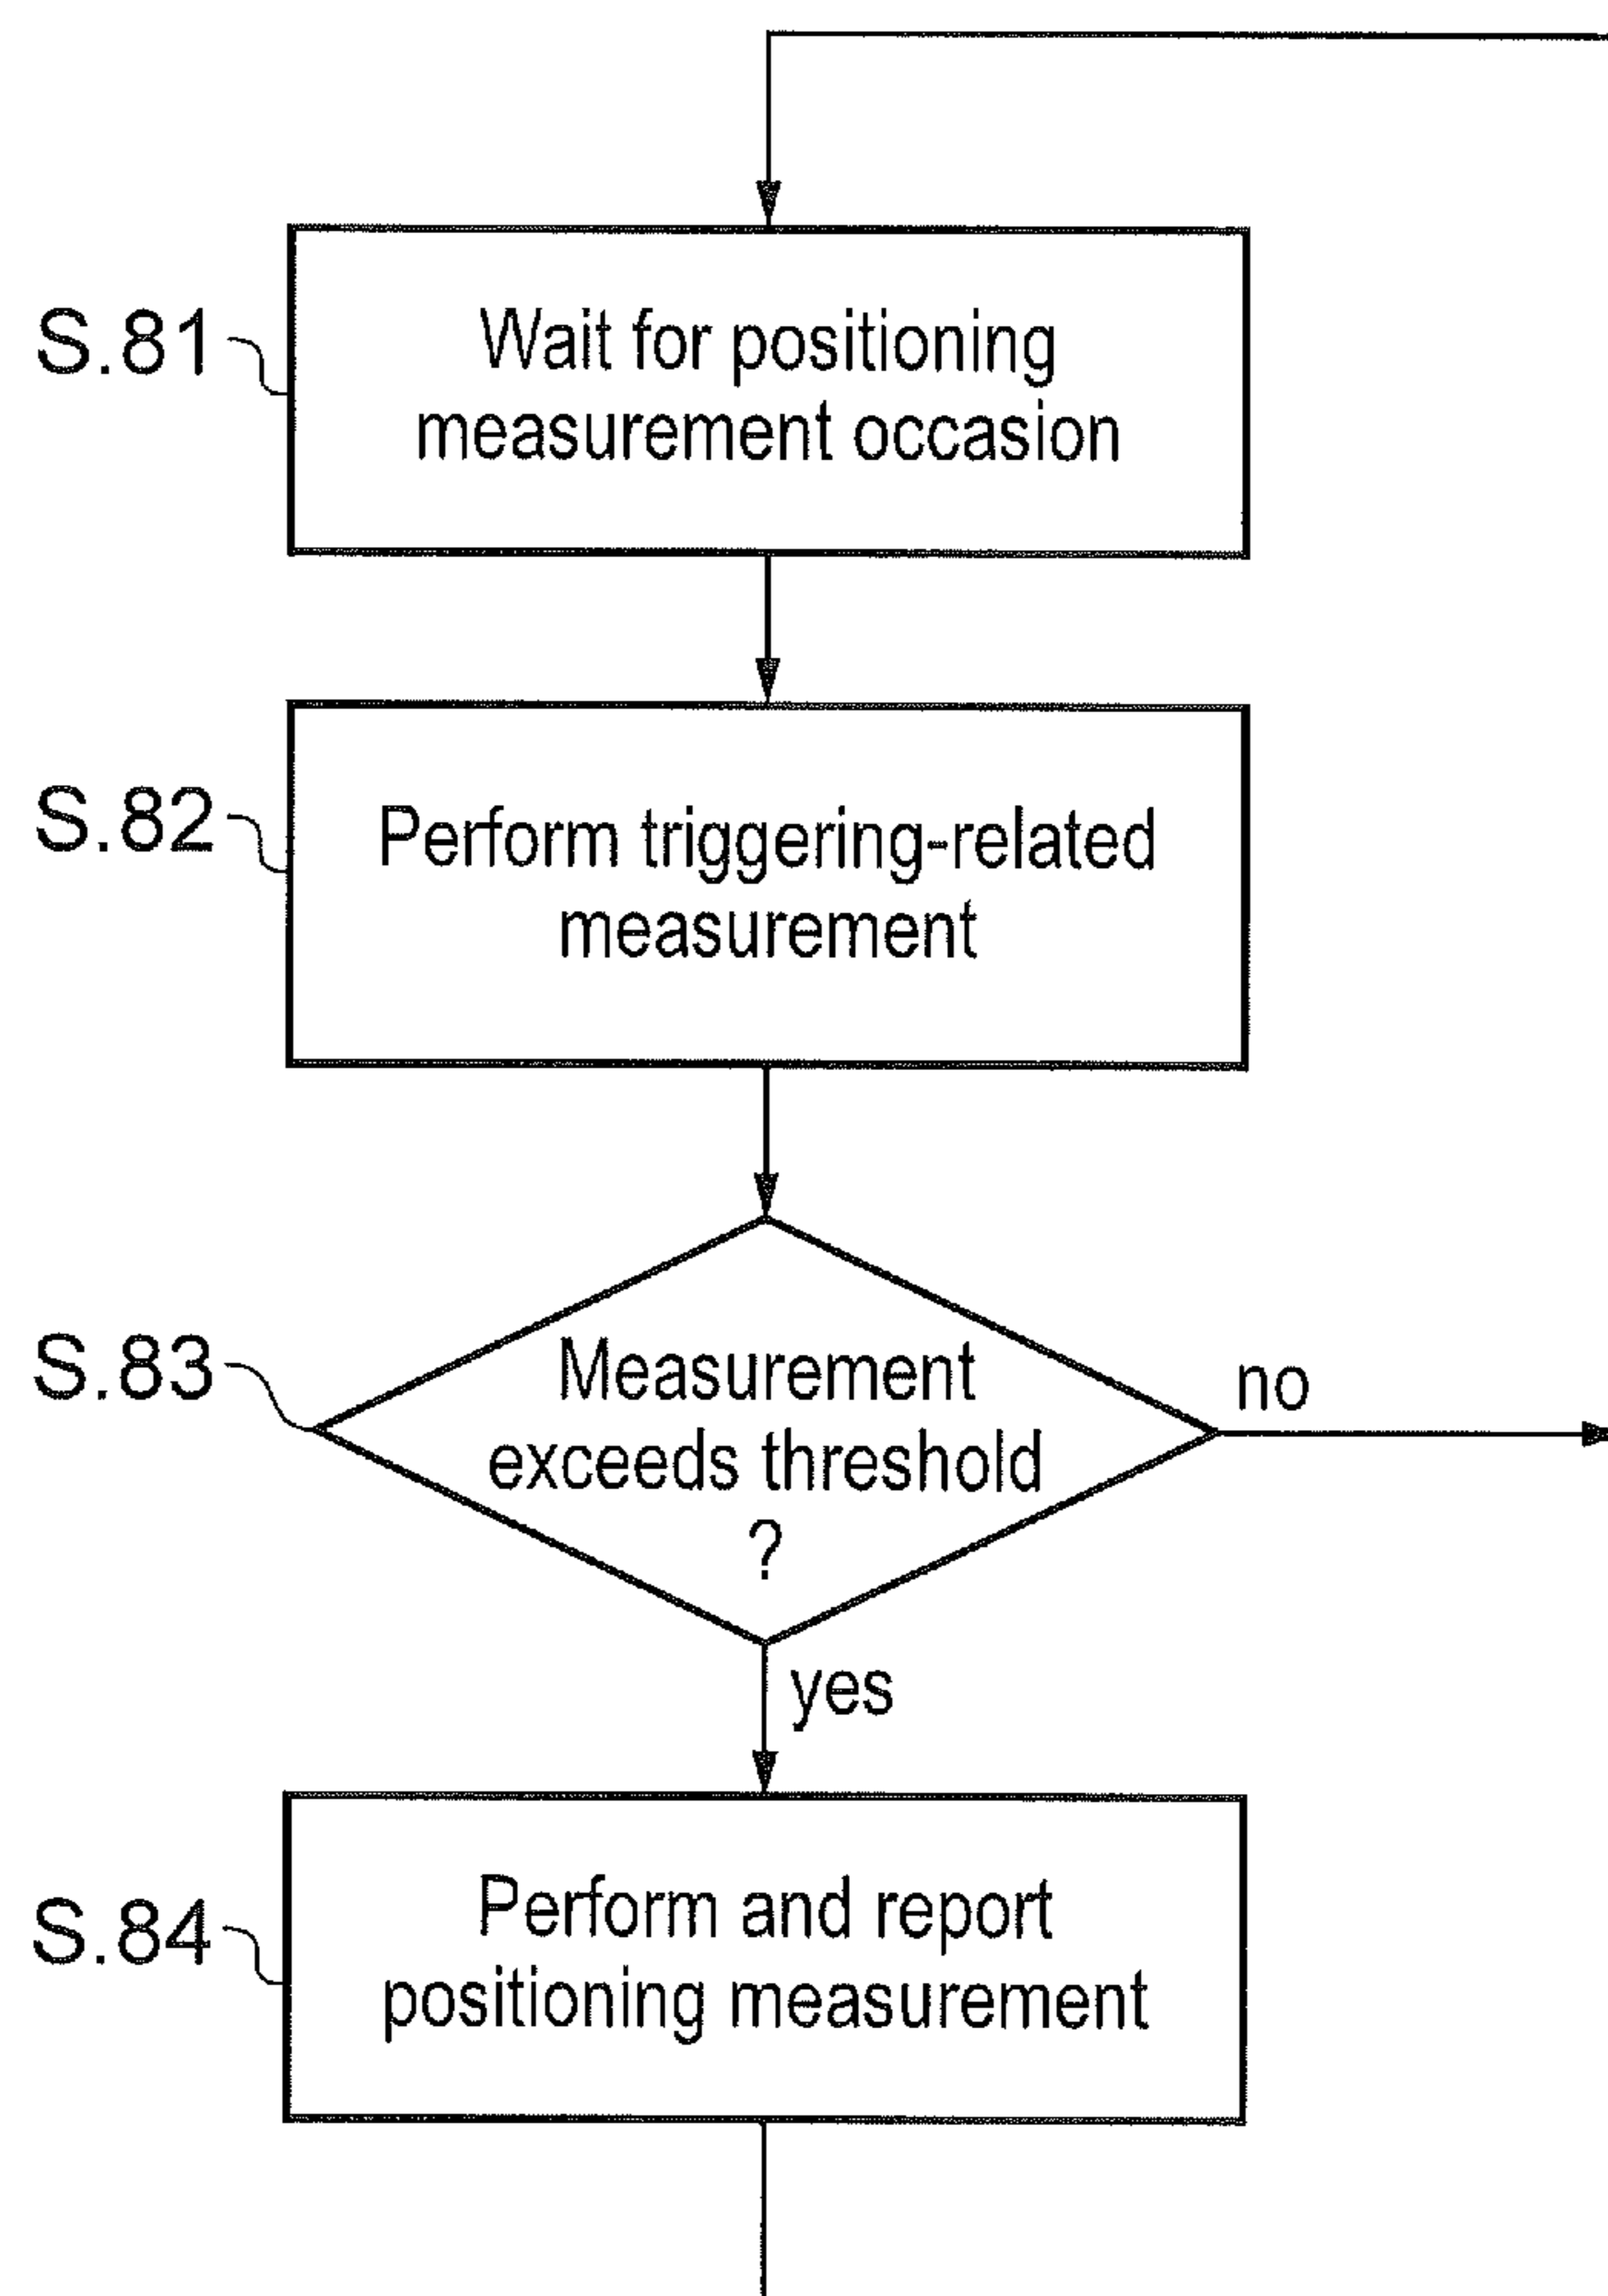 S.81
Wait for positioning
measurement occasion
S.82
Perform triggering-related
measurement
S.83
Measurement
exceeds threshold
?
no
yes
S.84
Perform and report
positioning measurement